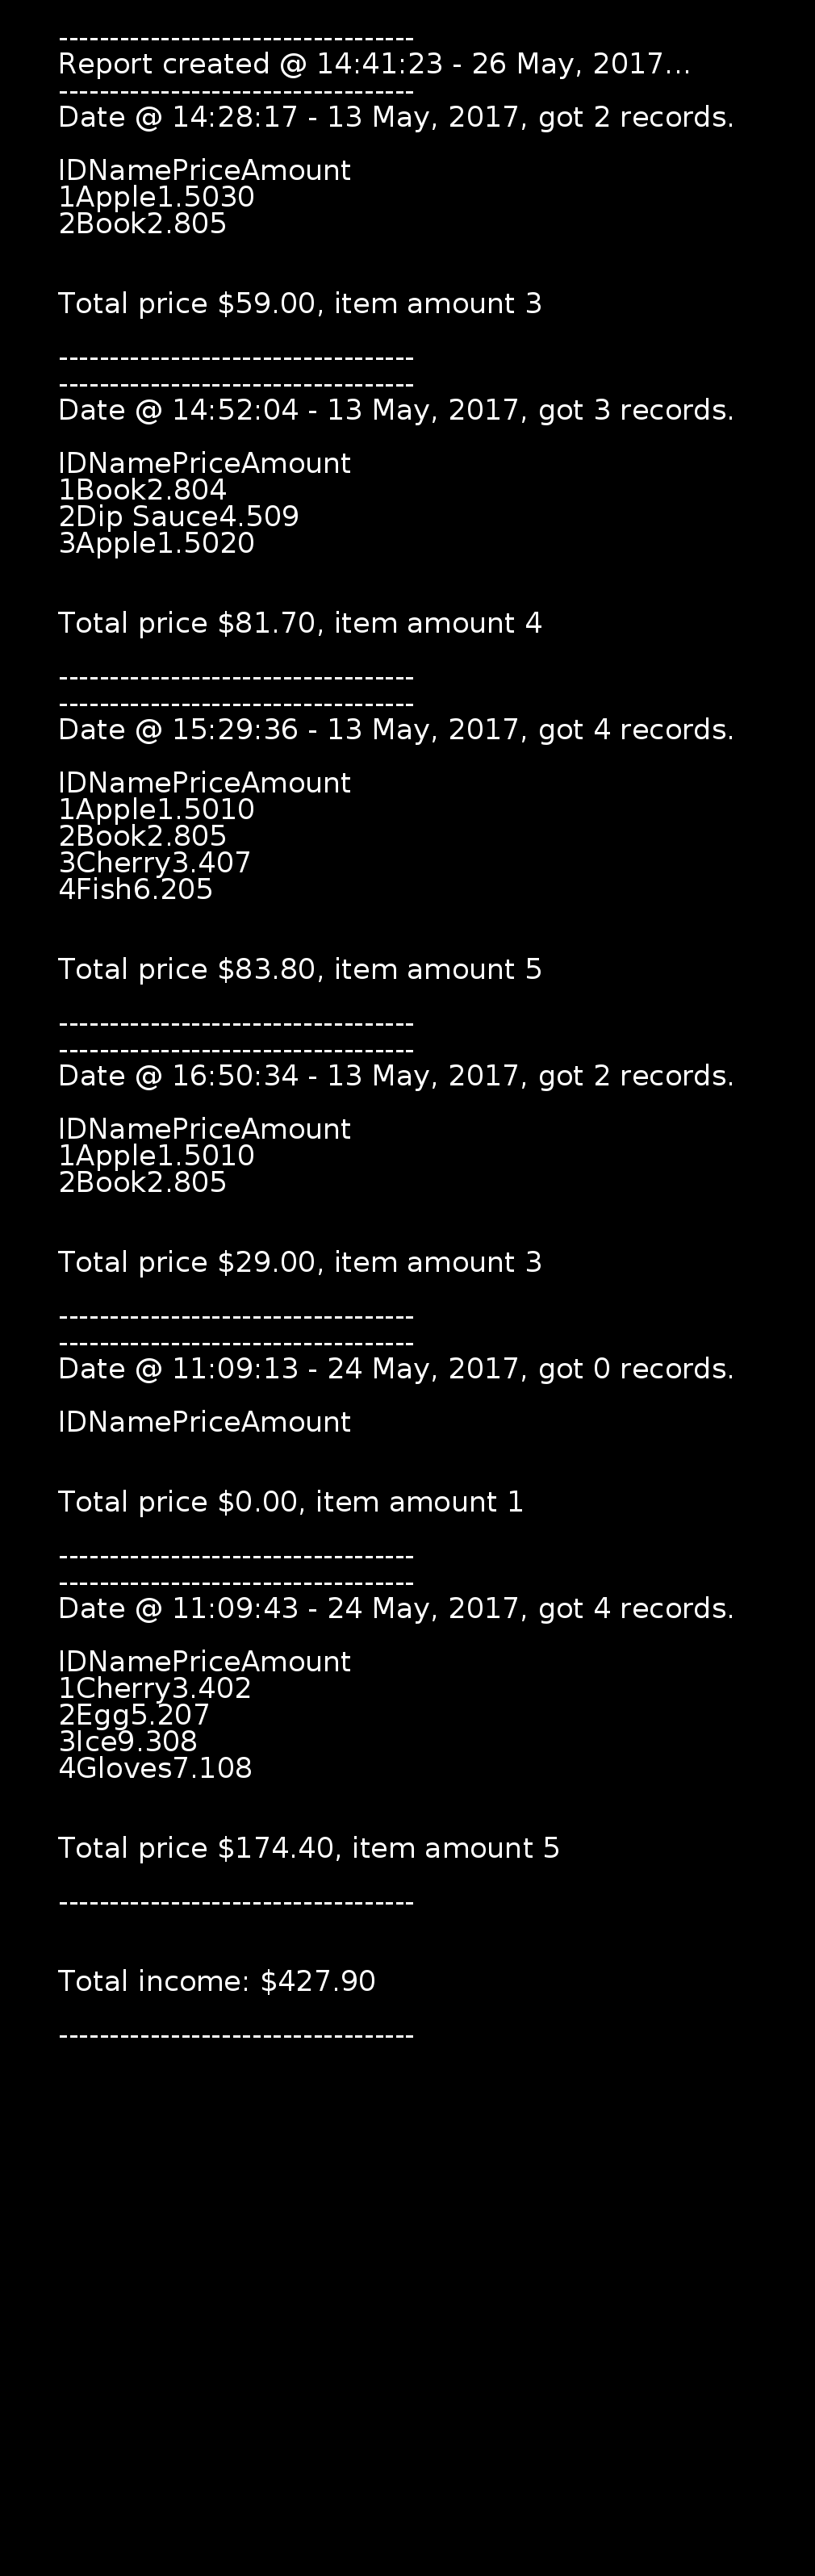 -----------------------------------
Report created @ 14:41:23 - 26 May, 2017...
-----------------------------------
Date @ 14:28:17 - 13 May, 2017, got 2 records.
IDNamePriceAmount
1Apple1.5030
2Book2.805
Total price $59.00, item amount 3
-----------------------------------
-----------------------------------
Date @ 14:52:04 - 13 May, 2017, got 3 records.
IDNamePriceAmount
1Book2.804
2Dip Sauce4.509
3Apple1.5020
Total price $81.70, item amount 4
-----------------------------------
-----------------------------------
Date @ 15:29:36 - 13 May, 2017, got 4 records.
IDNamePriceAmount
1Apple1.5010
2Book2.805
3Cherry3.407
4Fish6.205
Total price $83.80, item amount 5
-----------------------------------
-----------------------------------
Date @ 16:50:34 - 13 May, 2017, got 2 records.
IDNamePriceAmount
1Apple1.5010
2Book2.805
Total price $29.00, item amount 3
-----------------------------------
-----------------------------------
Date @ 11:09:13 - 24 May, 2017, got 0 records.
IDNamePriceAmount
Total price $0.00, item amount 1
-----------------------------------
-----------------------------------
Date @ 11:09:43 - 24 May, 2017, got 4 records.
IDNamePriceAmount
1Cherry3.402
2Egg5.207
3Ice9.308
4Gloves7.108
Total price $174.40, item amount 5
-----------------------------------
Total income: $427.90
-----------------------------------